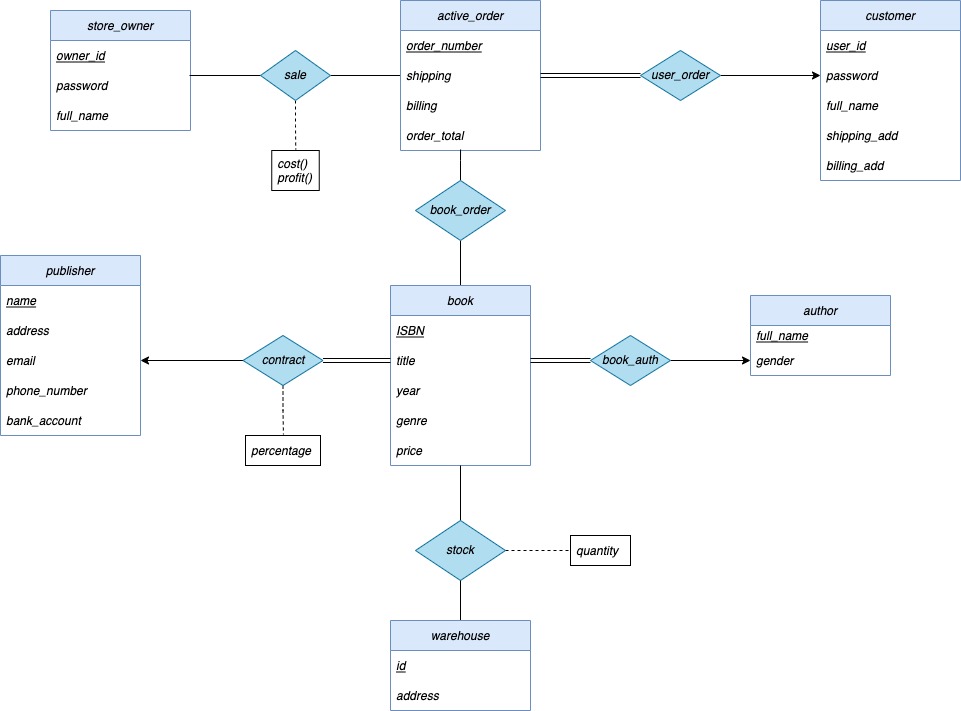 store_owner
owner_id
password
full_name
sale
cost()
profit()
active_order
order_number
shipping
billing
order_total
user_order
customer
user_id
password
full_name
shipping_add
billing_add
book_order
publisher
name
address
email
phone_number
bank_account
contract
percentage
book
ISBN
title
year
genre
price
book_auth
author
full_name
gender
stock
quantity
warehouse
id
address